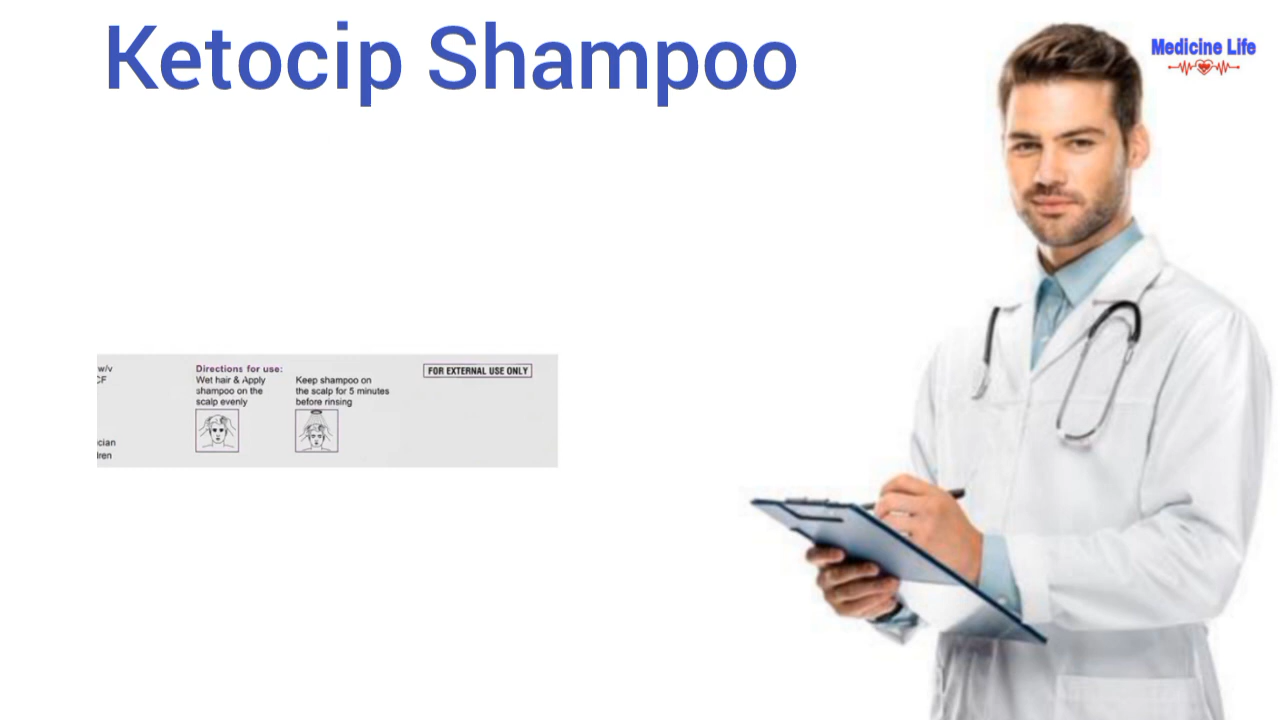 Ketocip Shampoo
Medicine Life
w/v
CF
cian
dren
Directions for use:
Wet hair & Apply
shampoo on the
scalp evenly
Keep shampoo on
the scalp for 5 minutes
before rinsing
FOR EXTERNAL USE ONLY